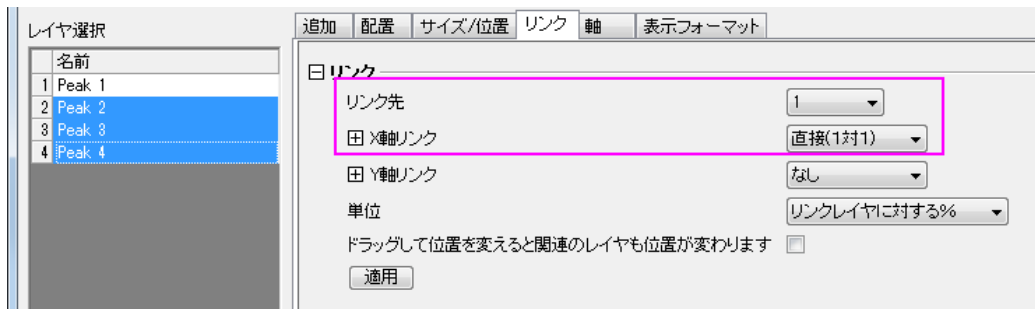 レイヤ選択
名前
1 Peak 1
2 Peak 2
3 Peak 3
4 Peak 4
追加 配置 サイズ/位置 リンク 軸 表示フォーマット
リンク
リンク先 1
X軸リンク 直接(1対1)
Y軸リンク なし
単位 リンクレイヤに対する%
ドラッグして位置を変えると関連のレイヤも位置が変わります
適用